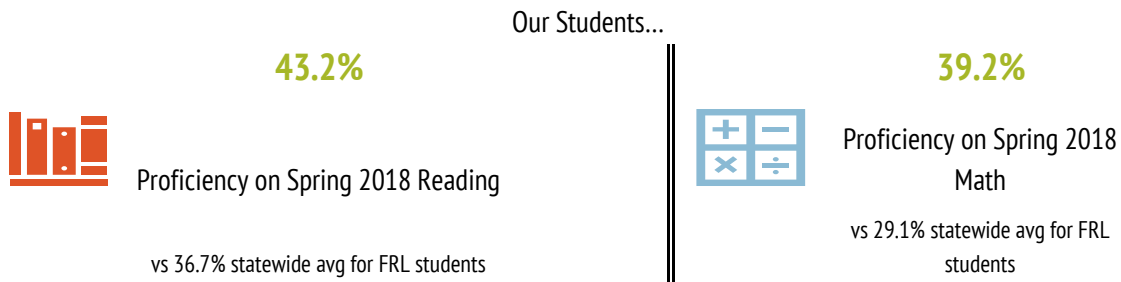 Our Students...
43.2%
Proficiency on Spring 2018 Reading
vs 36.7% statewide avg for FRL students
39.2%
Proficiency on Spring 2018
Math
vs 29.1% statewide avg for FRL
students